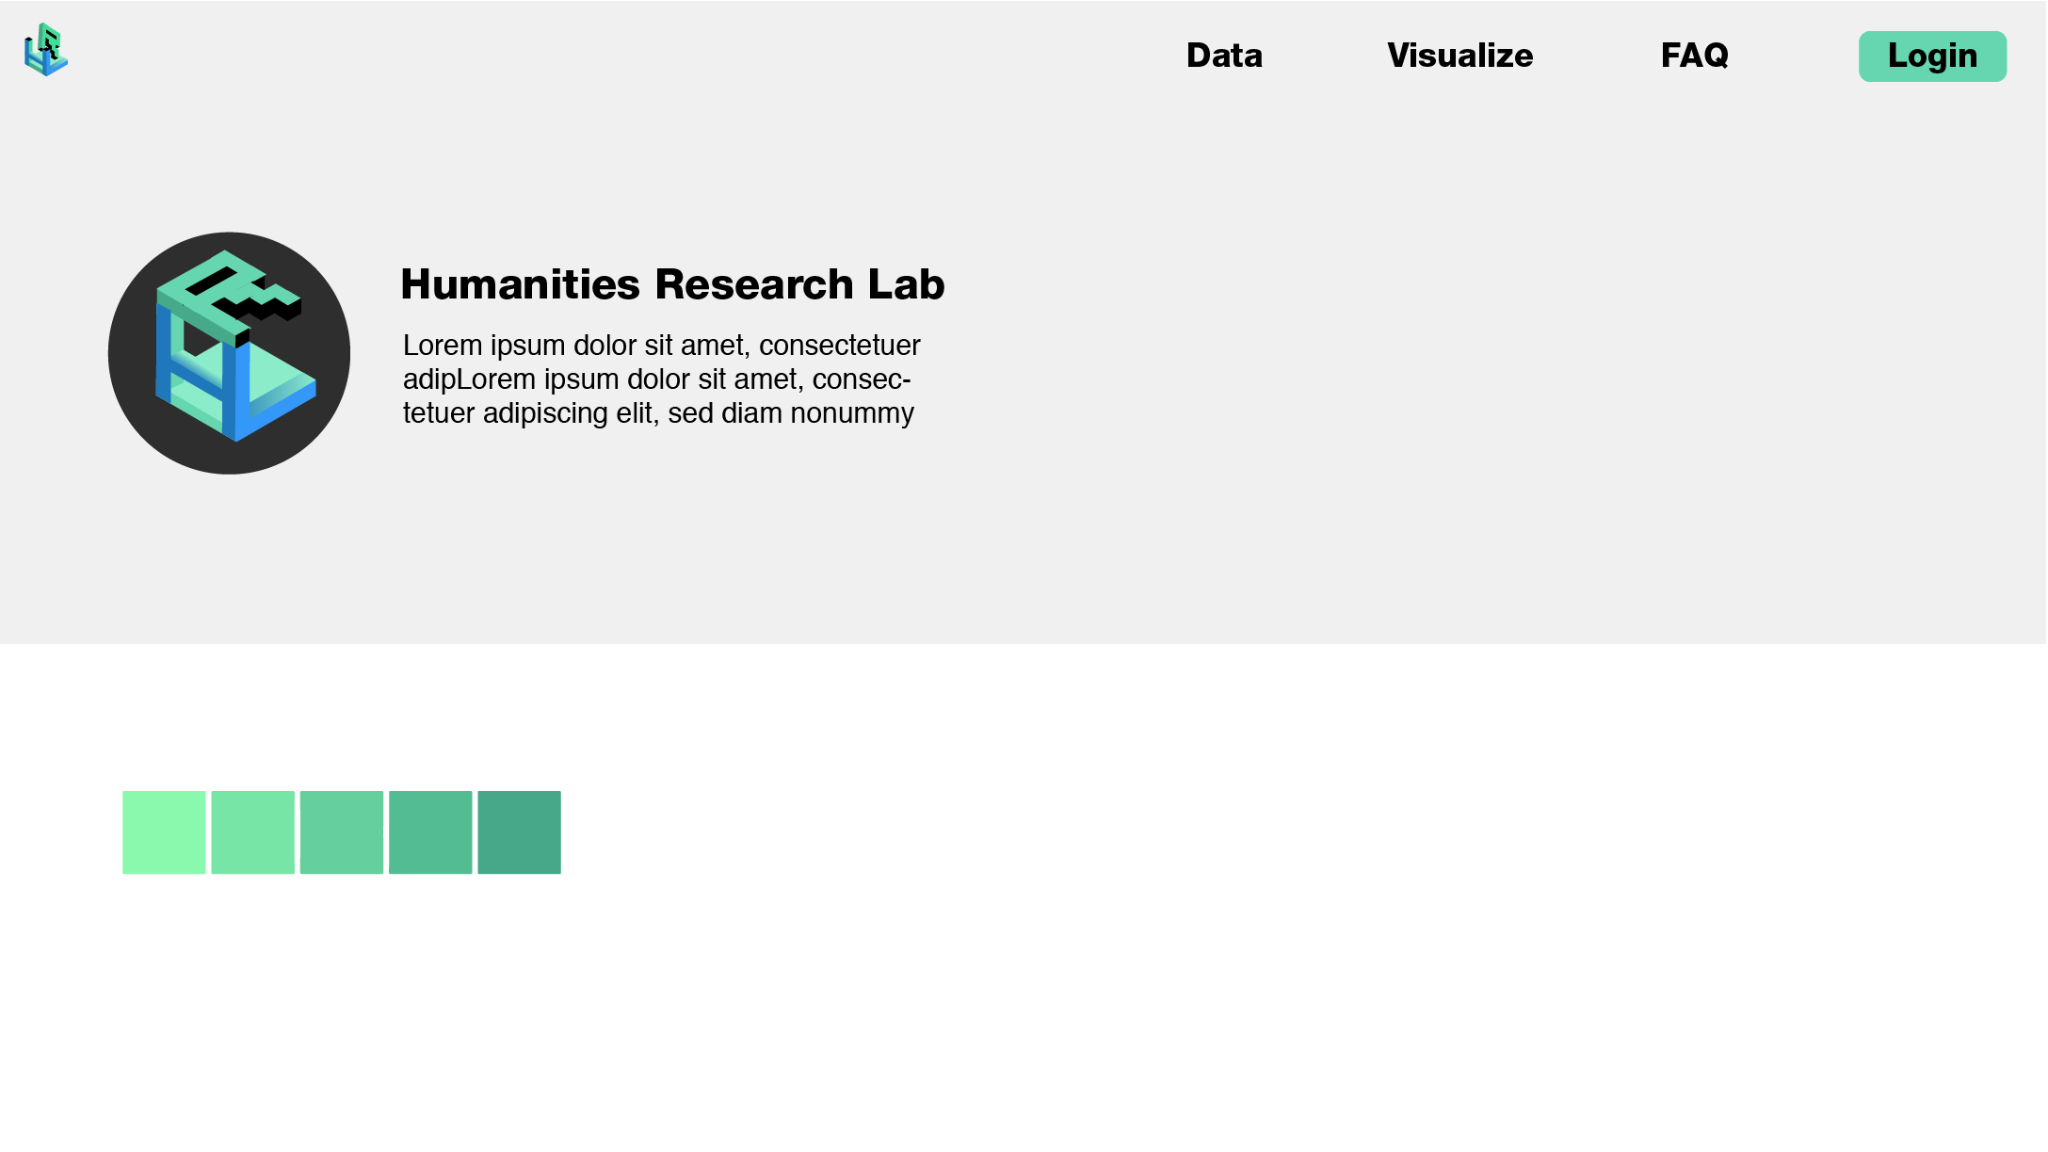 Data Visualize FAQ Login
Humanities Research Lab
Lorem ipsum dolor sit amet, consectetuer
adipLorem ipsum dolor sit amet, consec-
tetuer adipiscing elit, sed diam nonummy